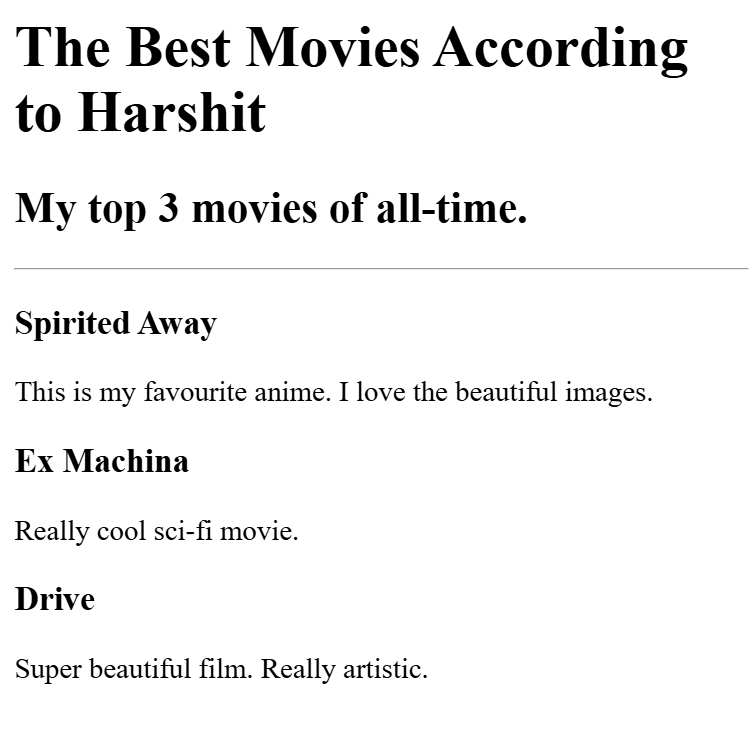 The Best Movies According
to Harshit
My top 3 movies of all-time.
Spirited Away
This is my favourite anime. I love the beautiful images.
Ex Machina
Really cool sci-fi movie.
Drive
Super beautiful film. Really artistic.